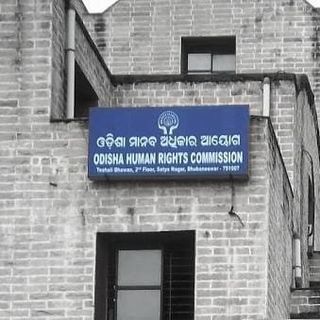 ଓଡ଼ିଶା ମାନବ ଅଧିକାର ଆୟୋଗ
ODISHA HUMAN RIGHTS COMMISSION
Toshali Bhawan, 2nd Floor, Satya Nagar, Bhubaneswar - 751007